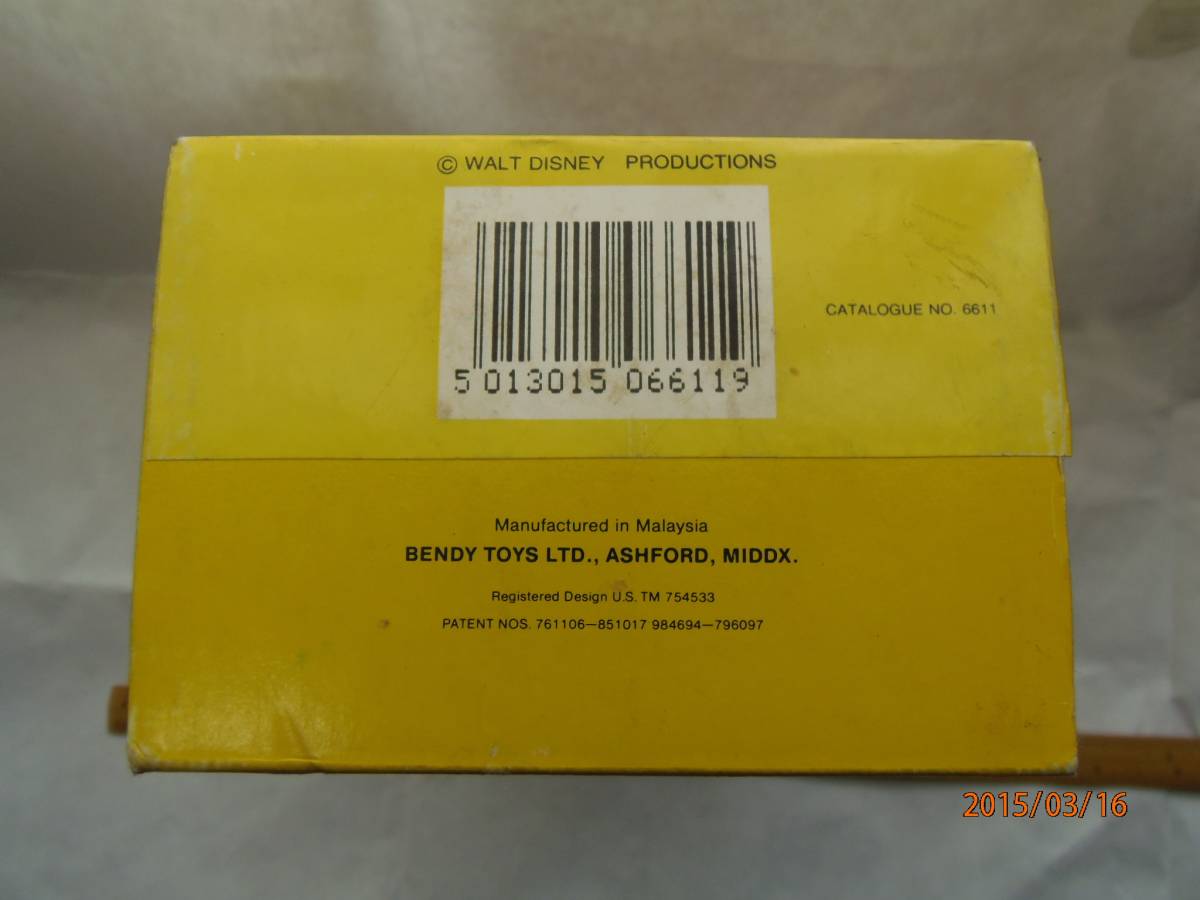 © WALT DISNEY PRODUCTIONS
CATALOGUE NO. 6611
5 013015 066119
Manufactured in Malaysia
BENDY TOYS LTD., ASHFORD, MIDDX.
Registered Design U.S. TM 754533
PATENT NOS. 761106—851017 984694—796097
2015/03/16